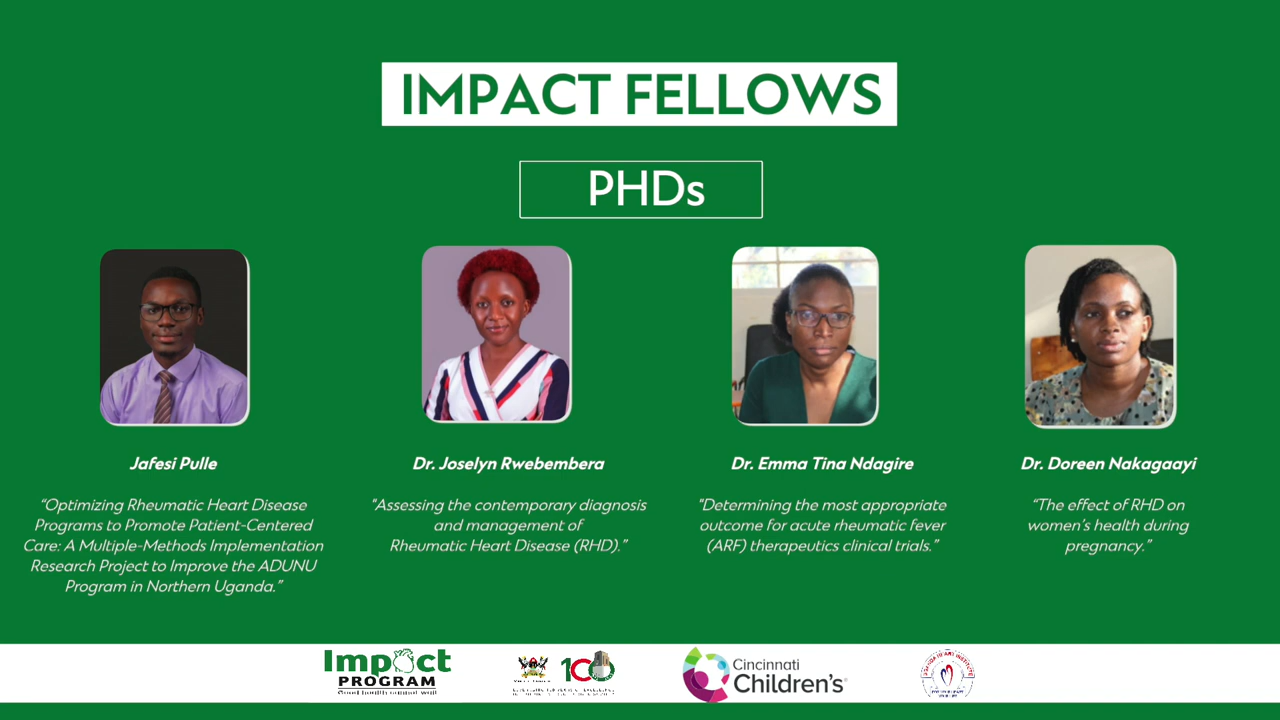 IMPACT FELLOWS
PHDs
Jafesi Pulle
“Optimizing Rheumatic Heart Disease
Programs to Promote Patient-Centered
Care: A Multiple-Methods Implementation
Research Project to Improve the ADUNU
Program in Northern Uganda.”
Dr. Joselyn Rwebembera
"Assessing the contemporary diagnosis
and management of
Rheumatic Heart Disease (RHD)."
Dr. Emma Tina Ndagire
"Determining the most appropriate
outcome for acute rheumatic fever
(ARF) therapeutics clinical trials.”
Dr. Doreen Nakagaayi
“The effect of RHD on
women’s health during
pregnancy.”
Impact
PROGRAM
Good health cannot wait
100
Cincinnati
Children's